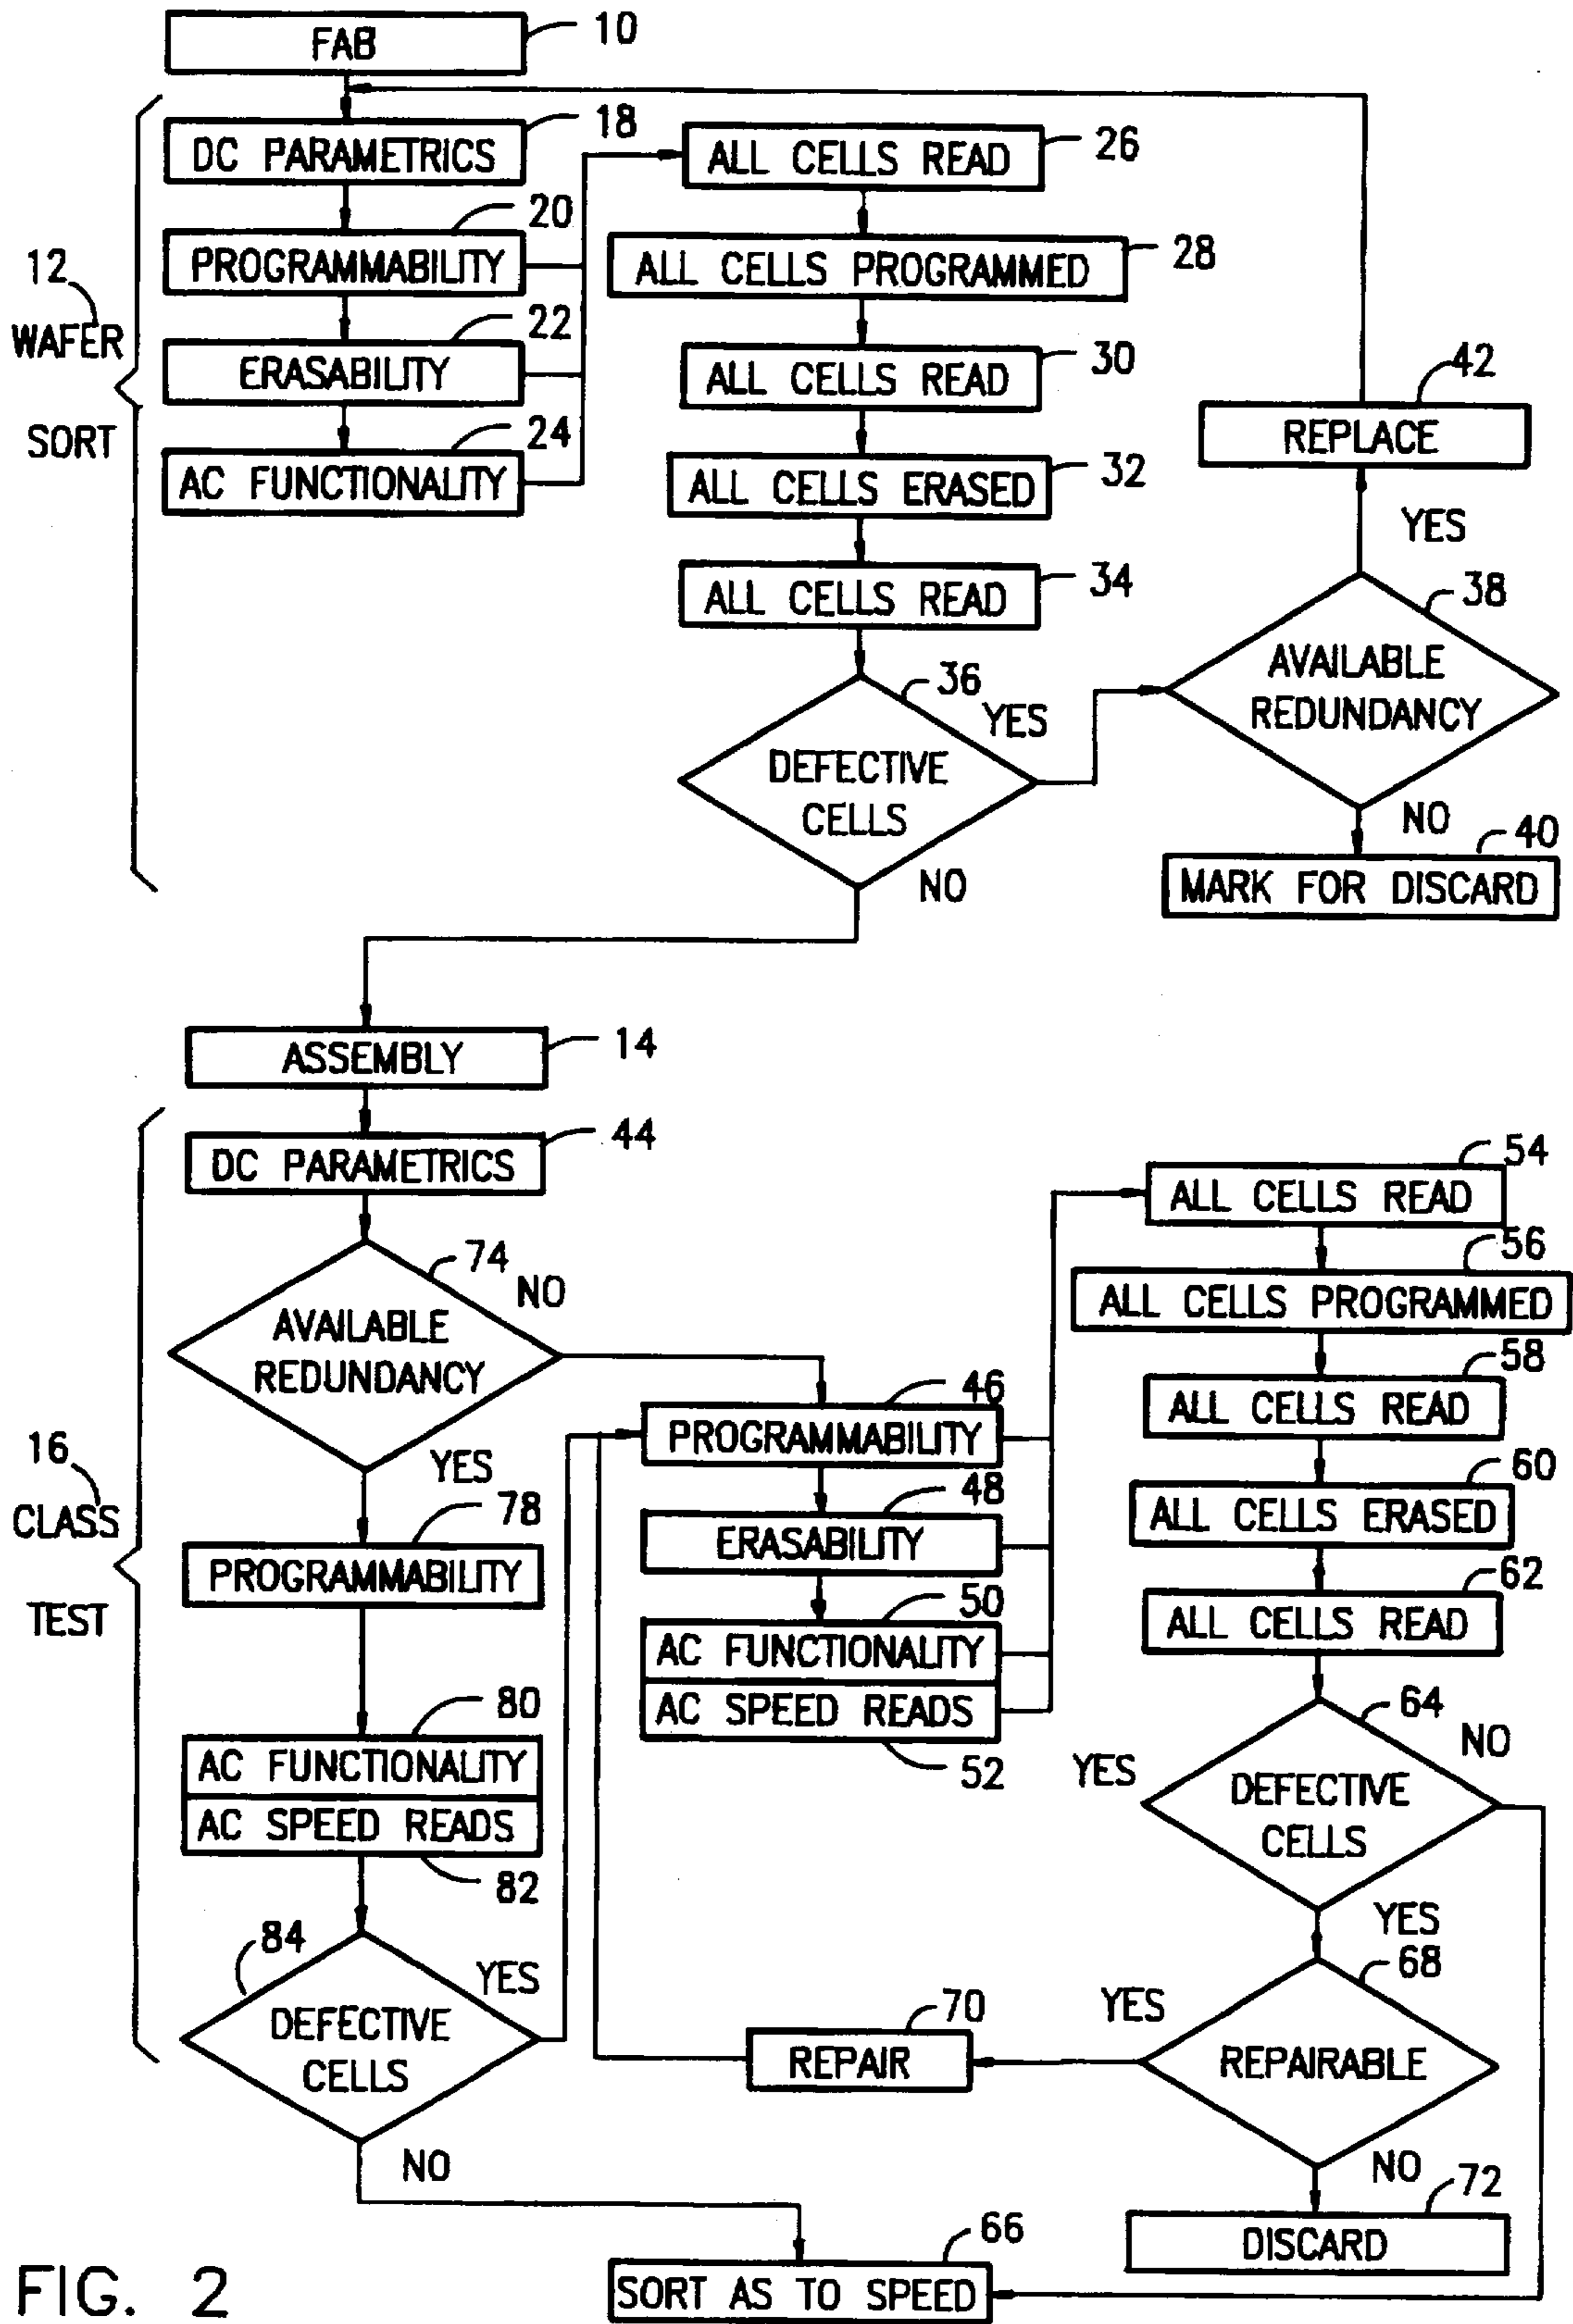 FAB
10
DC PARAMETRICS
18
PROGRAMMABILITY
20
ERASABILITY
22
AC FUNCTIONALITY
24
12
WAFER
SORT
ALL CELLS READ
26
ALL CELLS PROGRAMMED
28
ALL CELLS READ
30
ALL CELLS ERASED
32
ALL CELLS READ
34
36
DEFECTIVE
CELLS
YES
NO
42
REPLACE
YES
38
AVAILABLE
REDUNDANCY
NO
40
MARK FOR DISCARD
ASSEMBLY
14
DC PARAMETRICS
44
74
AVAILABLE
REDUNDANCY
NO
YES
16
CLASS
TEST
78
PROGRAMMABILITY
80
AC FUNCTIONALITY
AC SPEED READS
82
84
DEFECTIVE
CELLS
YES
NO
46
PROGRAMMABILITY
48
ERASABILITY
50
AC FUNCTIONALITY
AC SPEED READS
52
54
ALL CELLS READ
56
ALL CELLS PROGRAMMED
58
ALL CELLS READ
60
ALL CELLS ERASED
62
ALL CELLS READ
64
YES
NO
DEFECTIVE
CELLS
YES
68
REPAIRABLE
YES
70
REPAIR
NO
72
DISCARD
66
SORT AS TO SPEED
FIG. 2